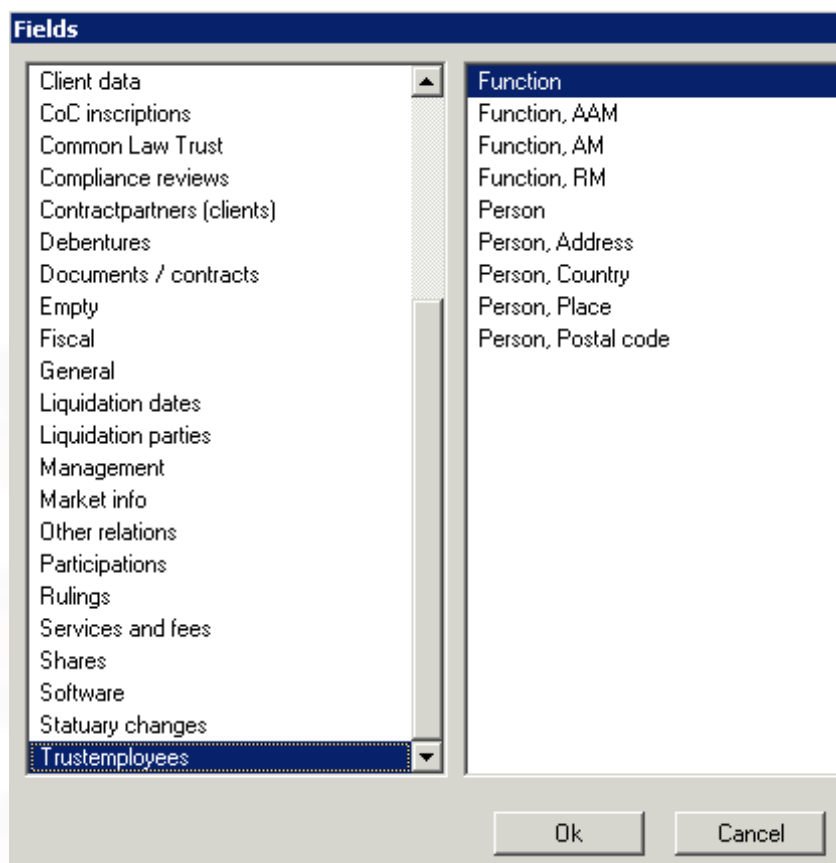 Fields
Client data
CoC inscriptions
Common Law Trust
Compliance reviews
Contractpartners (clients)
Debentures
Documents / contracts
Empty
Fiscal
General
Liquidation dates
Liquidation parties
Management
Market info
Other relations
Participations
Rulings
Services and fees
Shares
Software
Statuary changes
Trustemployees
Function
Function, AAM
Function, AM
Function, RM
Person
Person, Address
Person, Country
Person, Place
Person, Postal code
Ok
Cancel